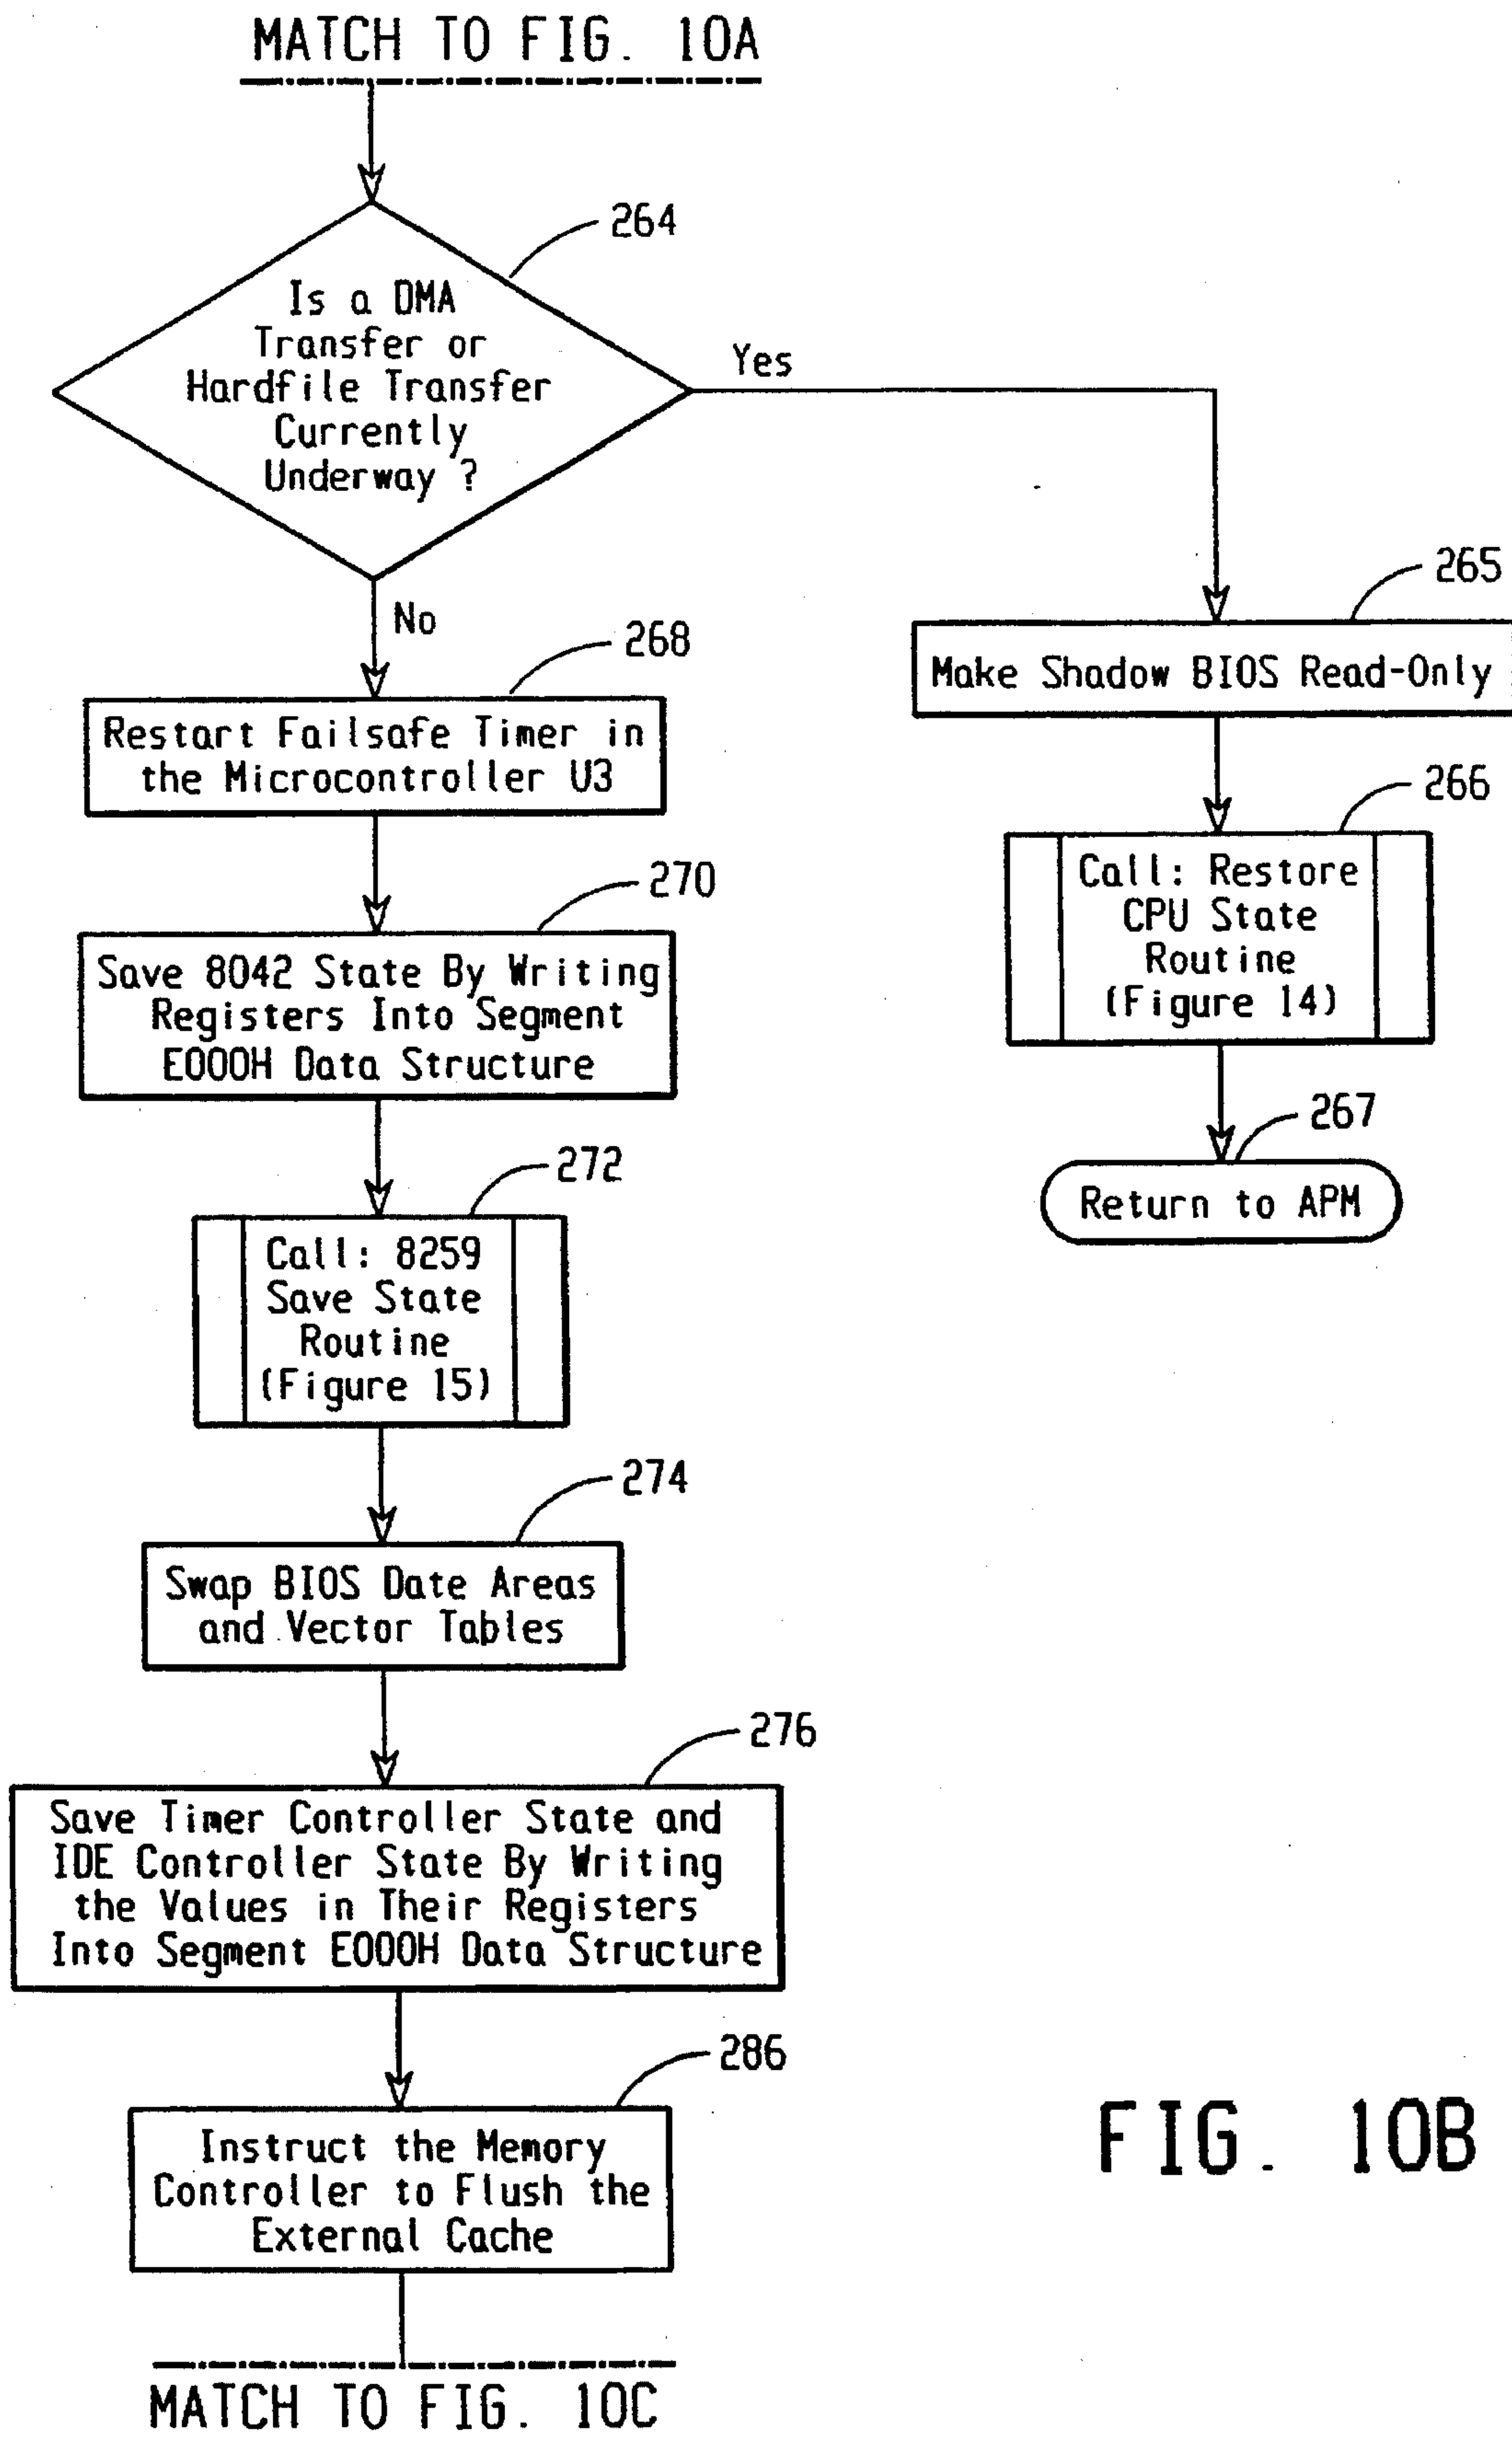 MATCH TO FIG. 10A
264
Is a DMA
Transfer or
Hardfile Transfer
Currently
Underway ?
Yes
No
265
Make Shadow BIOS Read-Only
268
Restart Failsafe Timer in
the Microcontroller U3
266
Call: Restore
CPU State
Routine
(Figure 14)
270
Save 8042 State By Writing
Registers Into Segment
E000H Data Structure
267
Return to APM
272
Call: 8259
Save State
Routine
(Figure 15)
274
Swap BIOS Date Areas
and Vector Tables
276
Save Timer Controller State and
IDE Controller State By Writing
the Values in Their Registers
Into Segment E000H Data Structure
286
Instruct the Memory
Controller to Flush the
External Cache
FIG. 10B
MATCH TO FIG. 10C